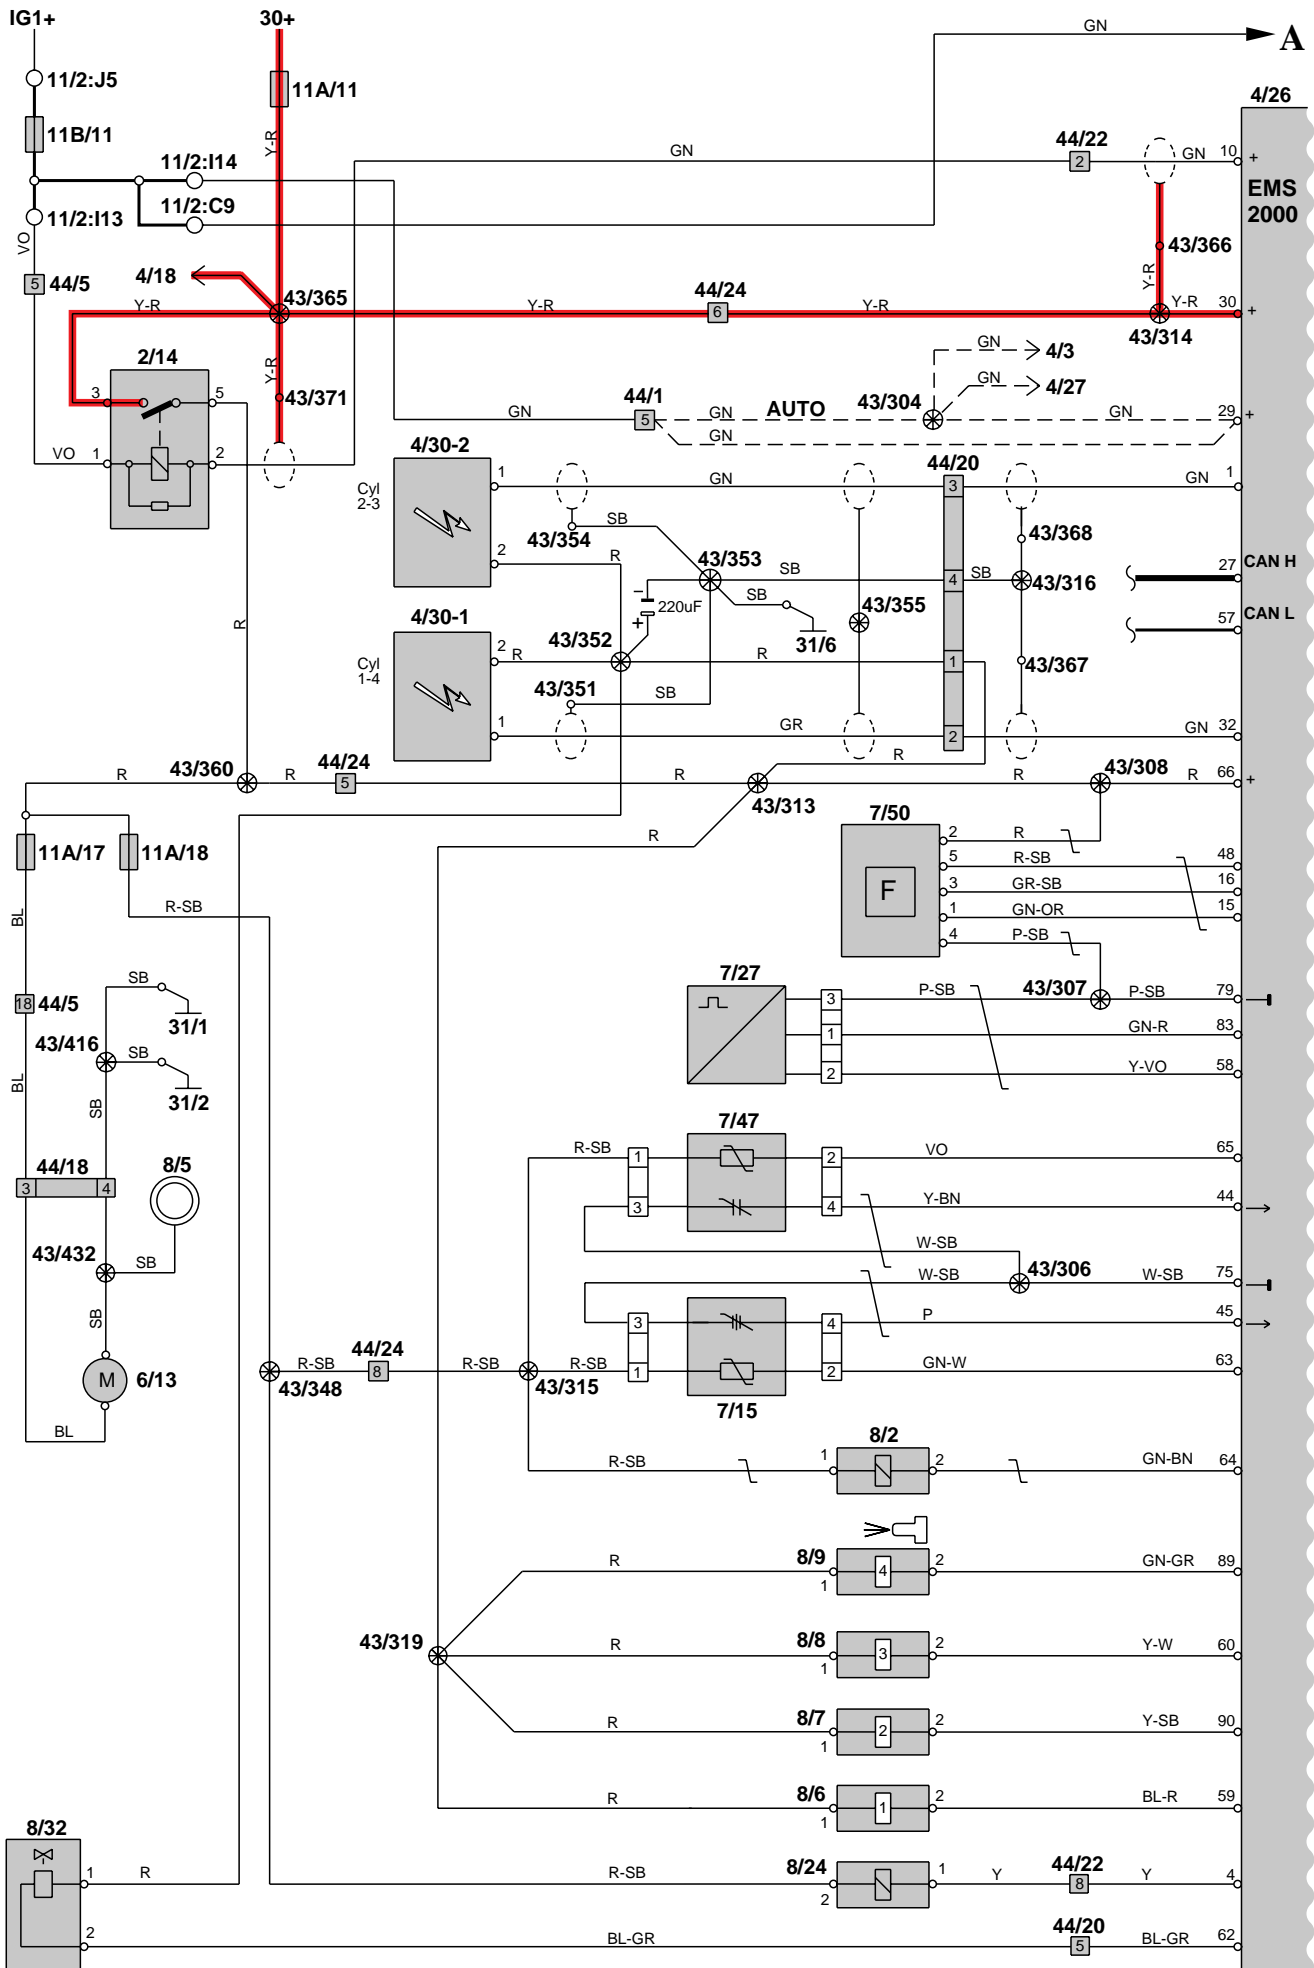 IG1+ 30+ GN A
11/2:J5 11A/11 4/26
11B/11 Y-R 44/22
11/2:I14 GN 2 GN 10 +
EMS
2000
11/2:C9
11/2:I13 43/366
VO
44/5 5 4/18 43/365 44/24 Y-R
Y-R Y-R 6 Y-R Y-R 30 +
43/314
2/14 Y-R GN 4/3
3 5 43/371 44/1 GN 4/27
GN 5 GN AUTO 43/304 GN 29 +
GN
VO 1 2 4/30-2 44/20
Cyl
2-3
1 GN 3 GN 1
SB 43/354 43/368
2 R 43/353 27 CAN H
SB 4 SB 43/316
− 220uF SB 43/355 57 CAN L
4/30-1 + 31/6
R 43/352
Cyl
1-4
2 R R 1 43/367
43/351 SB
1 GR 2 GN 32
R
43/360 44/24 43/308
R R 5 R R R 66 +
43/313
7/50
11A/17 11A/18 R 2 R
5 R-SB 48
F 3 GR-SB 16
BL R-SB 1 GN-OR 15
4 P-SB
SB 7/27
18 44/5 31/1 3 P-SB 43/307 P-SB 79
43/416 SB 1 GN-R 83
BL 31/2 2 Y-VO 58
SB
7/47
44/18 8/5 R-SB 1 2 VO 65
3 4 3 4 Y-BN 44
43/432 SB W-SB
W-SB 43/306 W-SB 75
SB 3 4 P 45
44/24
M 6/13 R-SB 8 R-SB R-SB 1 2 GN-W 63
43/348 43/315
7/15
BL 8/2
R-SB 1 2 GN-BN 64
R 8/9 1 4 2 GN-GR 89
43/319 R 8/8 1 3 2 Y-W 60
R 8/7 1 2 2 Y-SB 90
R 8/6 1 1 2 BL-R 59
8/32
1 R R-SB 8/24 2 1 Y 44/22 8 Y 4
2 BL-GR 44/20 5 BL-GR 62